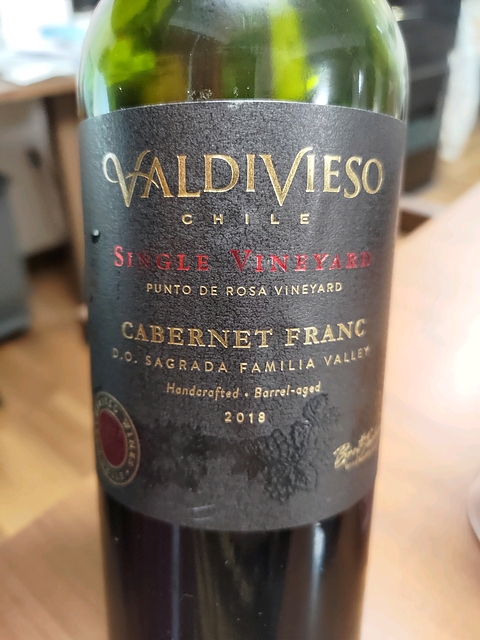 VALDIVIESO
CHILE
SINGLE VINEYARD
PUNTO DE ROSA VINEYARD
CABERNET FRANC
D.O. SAGRADA FAMILIA VALLEY
Handcrafted • Barrel-aged
2018